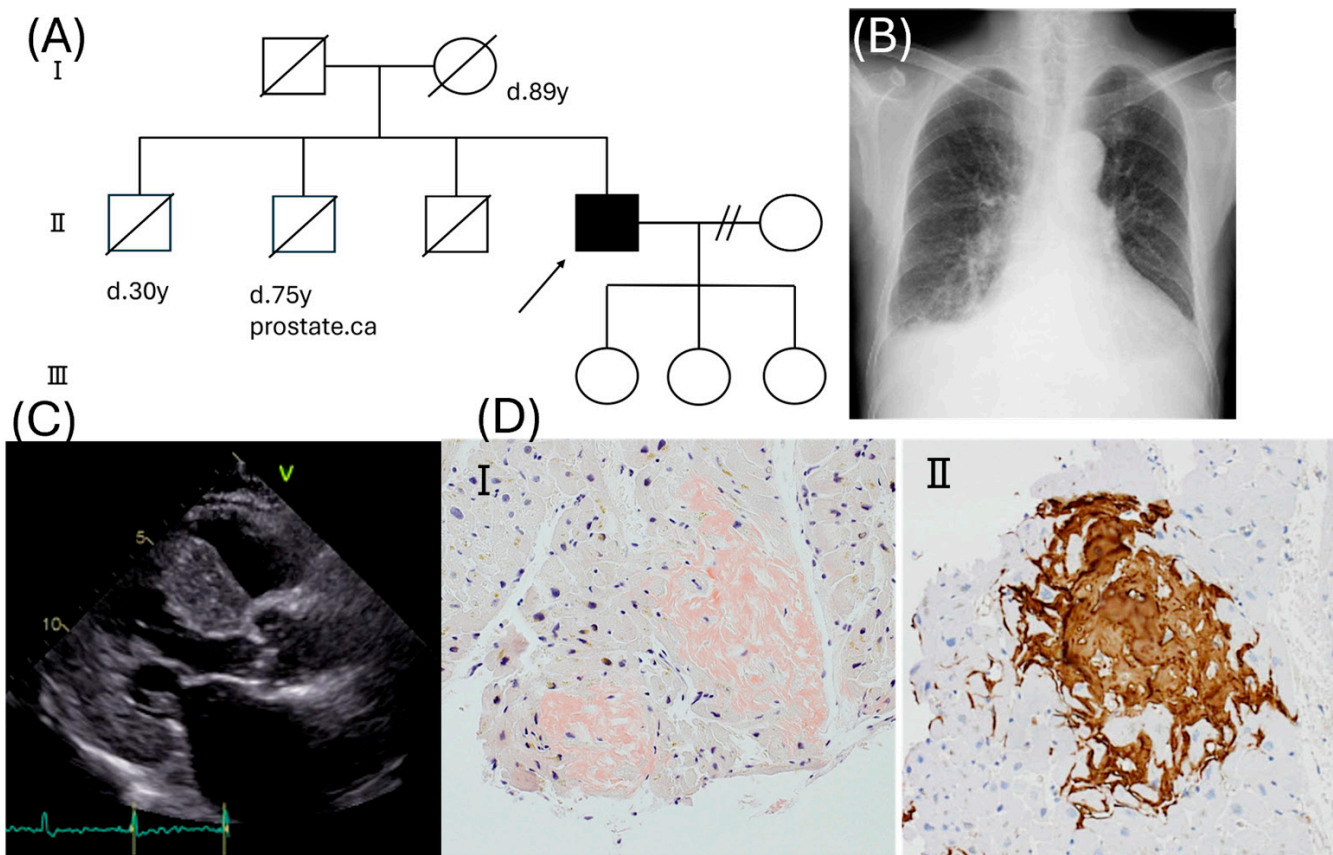 (A)
I
d.89y
II
d.30y
d.75y
prostate.ca
III
(B)
(C)
V
5
10
(D)
I
II